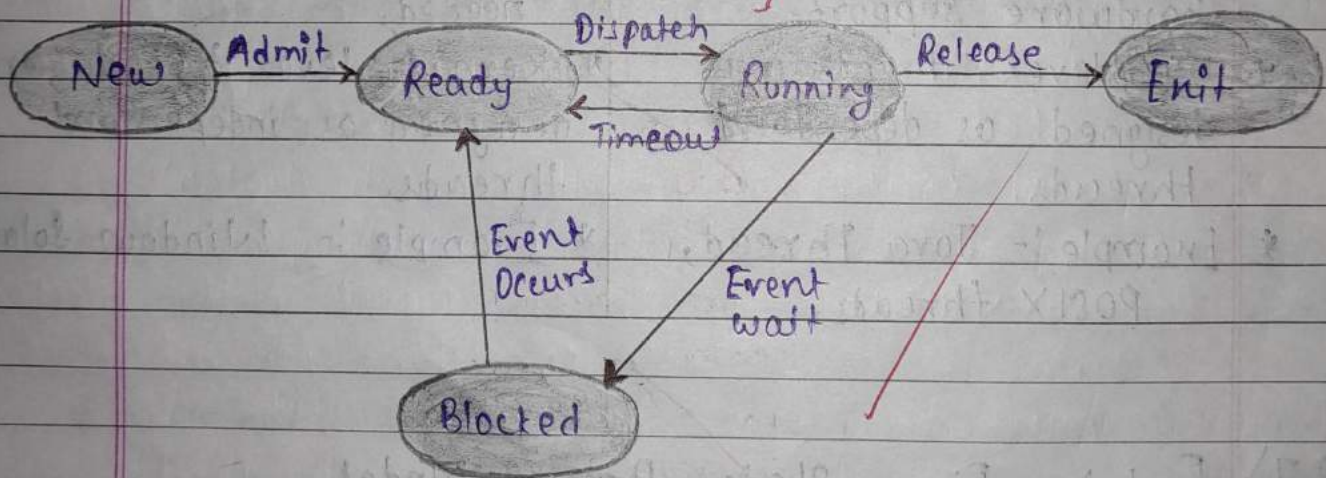 Dispatch
New Admit Ready Running Release Exit
Timeout
Event
Occurs
Event
wait
Blocked